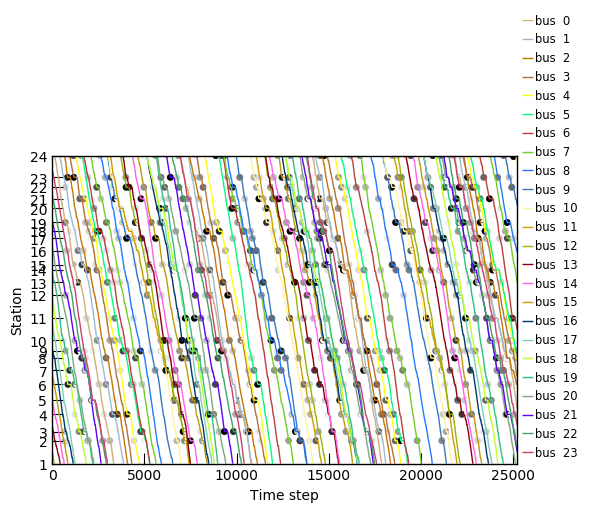 bus 0
bus 1
bus 2
bus 3
bus 4
bus 5
bus 6
bus 7
bus 8
bus 9
bus 10
bus 11
bus 12
bus 13
bus 14
bus 15
bus 16
bus 17
bus 18
bus 19
bus 20
bus 21
bus 22
bus 23
24
23
22
21
20
19
18
17
16
15
14
13
12
11
10
9
8
7
6
5
4
3
2
1
Station
0 5000 10000 15000 20000 25000
Time step